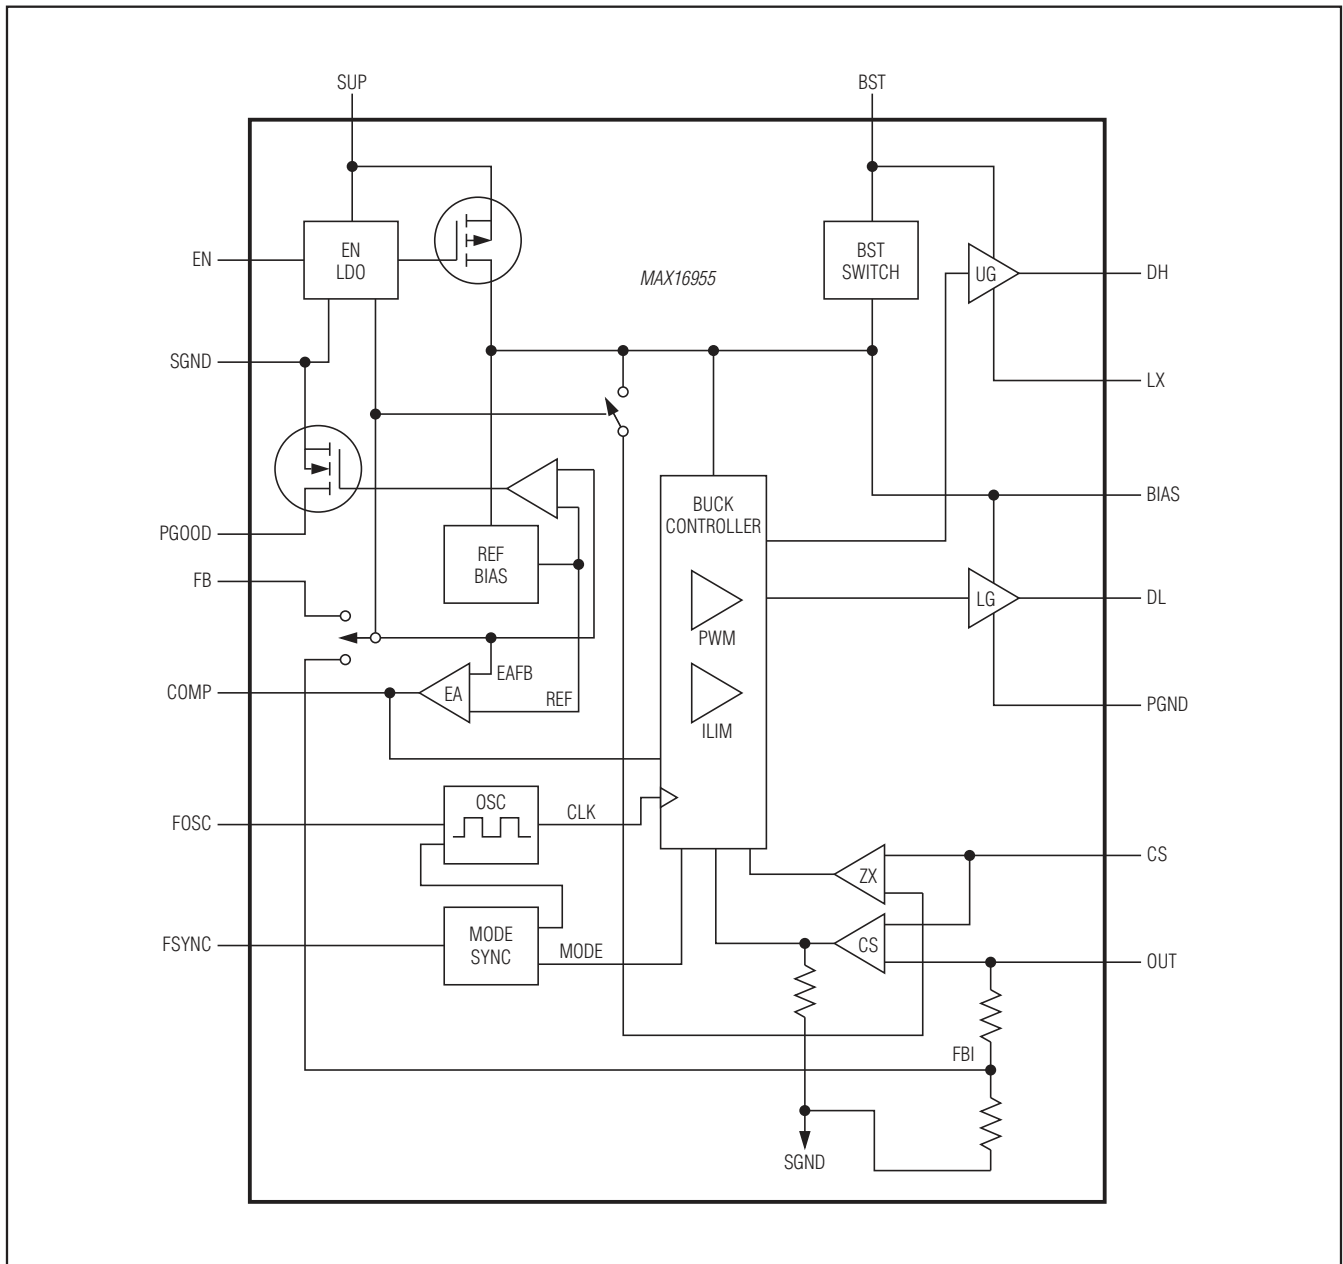 SUP
BST
EN
EN
LDO
MAX16955
BST
SWITCH
UG
DH
SGND
LX
BUCK
CONTROLLER
BIAS
PGOOD
REF
BIAS
FB
PWM
LG
DL
EAFB
COMP
EA
REF
PGND
ILIM
OSC
CLK
FOSC
CS
ZX
MODE
SYNC
FSYNC
MODE
CS
OUT
FBI
SGND